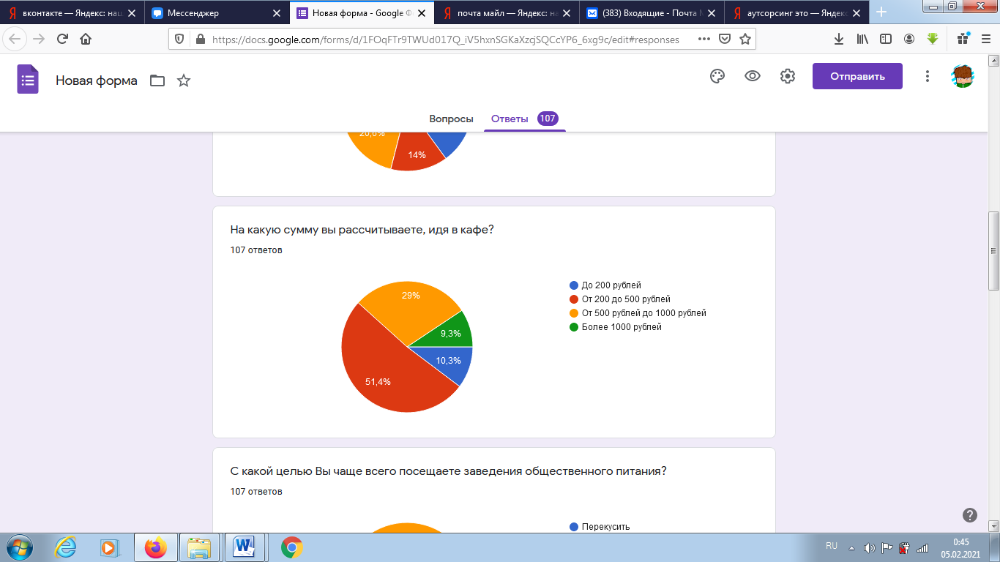 вконтакте — Яндекс: наш
Мессенджер
Новая форма - Google Ф
почта майл — Яндекс: на
(383) Входящие - Почта М
аутсорсинг это — Яндекс
https://docs.google.com/forms/d/1FOqFTr9TWUd017Q_iV5hxnSGKaXzcjSQCcYP6_6xg9c/edit#responses
Новая форма
Отправить
Вопросы
Ответы 107
20,6%
14%
На какую сумму вы рассчитываете, идя в кафе?
107 ответов
29%
9,3%
10,3%
51,4%
До 200 рублей
От 200 до 500 рублей
От 500 рублей до 1000 рублей
Более 1000 рублей
С какой целью Вы чаще всего посещаете заведения общественного питания?
107 ответов
Перекусить
RU
0:45
05.02.2021